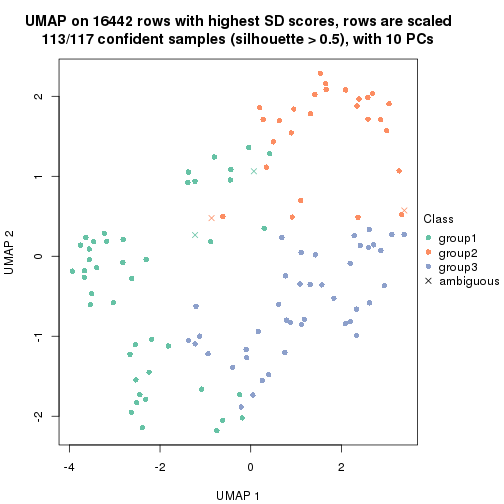 UMAP on 16442 rows with highest SD scores, rows are scaled
113/117 confident samples (silhouette > 0.5), with 10 PCs
2
1
0
-1
-2
UMAP 2
-4
-2
0
2
UMAP 1
Class
group1
group2
group3
ambiguous